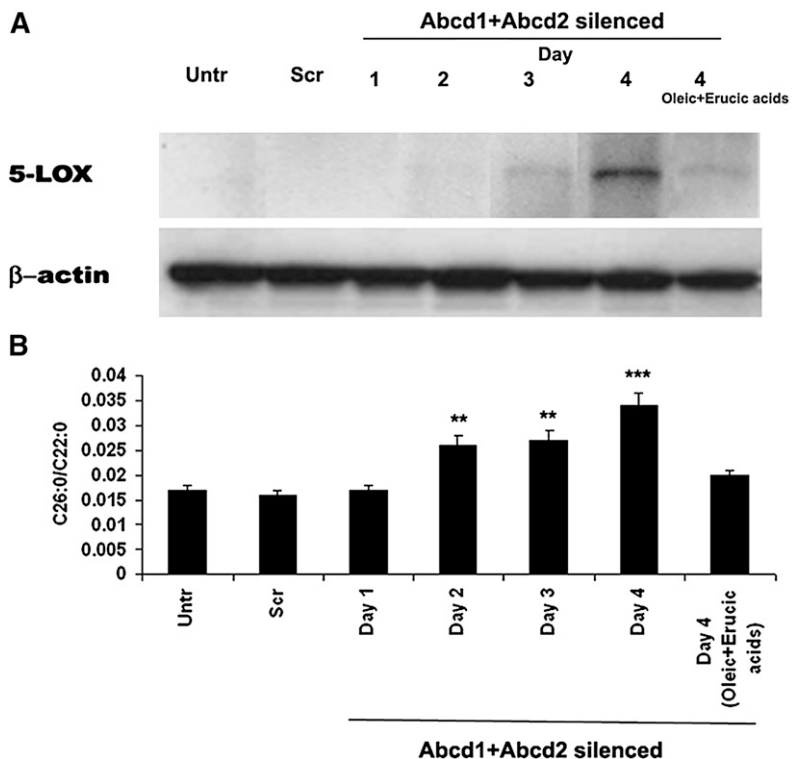 A
Abcd1+Abcd2 silenced
Day
Untr Scr 1 2 3 4 4
Oleic+Erucic acids
5-LOX
β-actin
B
0.04
0.035
0.03
0.025
0.02
0.015
0.01
0.005
0
C26:0/C22:0
**
**
***
Untr
Scr
Day 1
Day 2
Day 3
Day 4
Day 4
(Oleic+Erucic
acids)
Abcd1+Abcd2 silenced